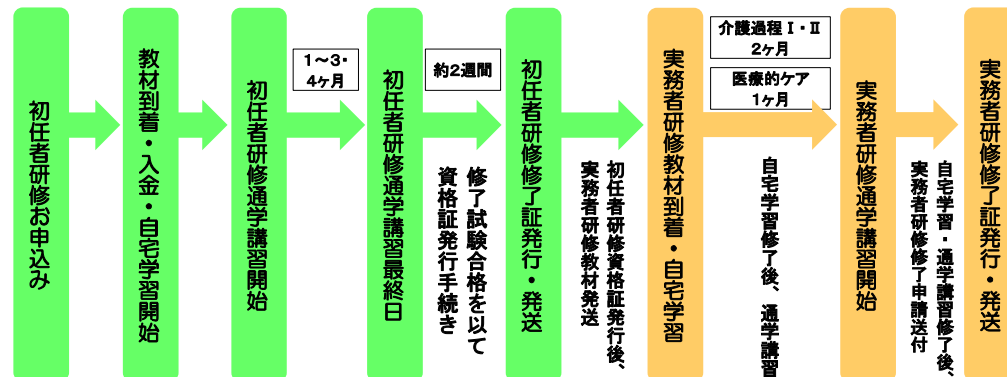 初任者研修お申込み
教材到着・入金・自宅学習開始
初任者研修通学講習開始
1～3・
4ヶ月
初任者研修通学講習最終日
約2週間
修了試験合格を以て
資格証発行手続き
初任者研修修了証発行・発送
初任者研修資格証発行後、
実務者研修教材発送
実務者研修教材到着・自宅学習
介護過程Ⅰ・Ⅱ
2ヶ月
医療的ケア
1ヶ月
自宅学習修了後、通学講習
実務者研修通学講習開始
自宅学習・通学講習修了後、
実務者研修修了申請送付
実務者研修修了証発行・発送